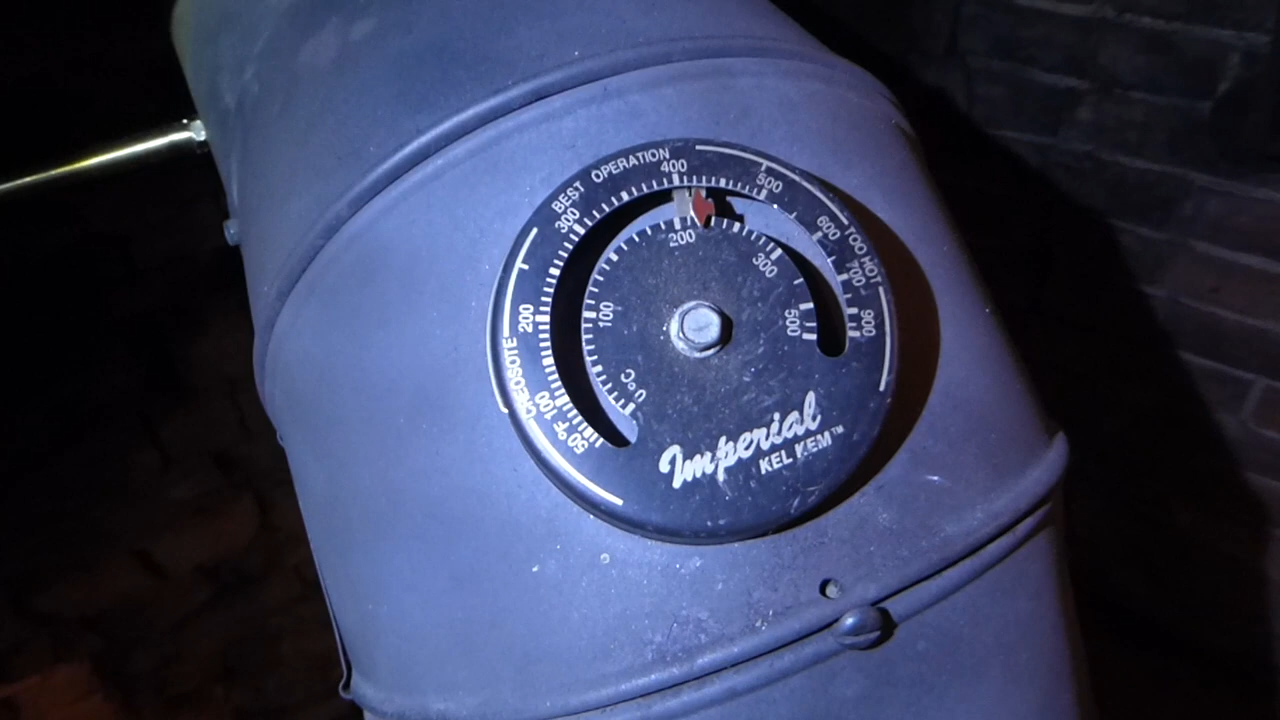 BEST OPERATION
TOO HOT
CREOSOTE
50°F
100
200
300
400
500
600
700
900
0°C
100
200
300
500
Imperial
KEL KEM™